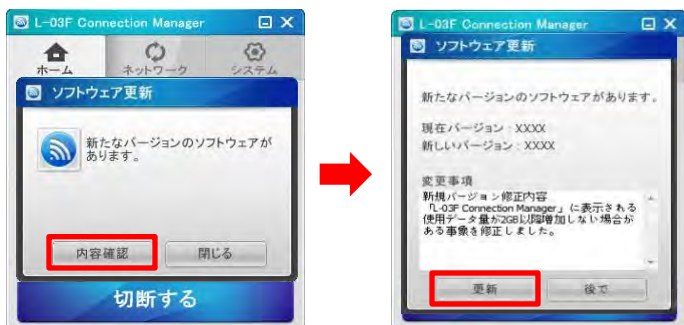 L-03F Connection Manager
ホーム
ネットワーク
システム
ソフトウェア更新
新たなバージョンのソフトウェアが
あります。
内容確認
閉じる
切断する
L-03F Connection Manager
ソフトウェア更新
新たなバージョンのソフトウェアがあります。
現在バージョン : XXXX
新しいバージョン : XXXX
変更事項
新規バージョン修正内容
「L-03F Connection Manager」に表示される
使用データ量が2GB以降増加しない場合が
ある事象を修正しました。
更新
後で